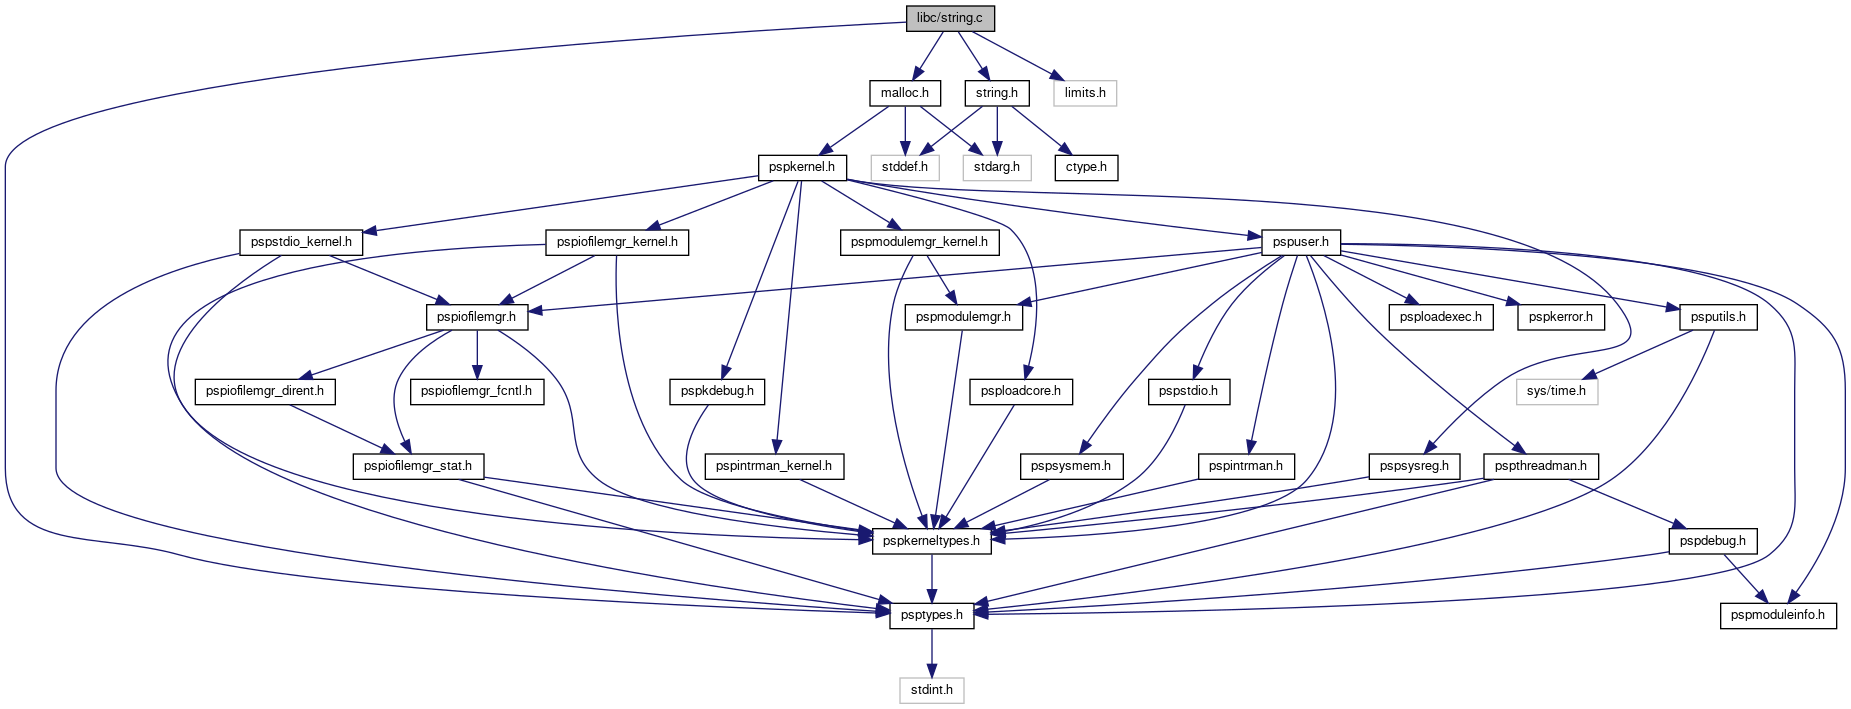 libc/string.c
malloc.h
string.h
limits.h
pspkernel.h
stddef.h
stdarg.h
ctype.h
pspstdio_kernel.h
pspiofilemgr_kernel.h
pspmodulemgr_kernel.h
pspuser.h
pspiofilemgr.h
pspmodulemgr.h
psploadexec.h
pspkerror.h
psputils.h
pspiofilemgr_dirent.h
pspiofilemgr_fcntl.h
pspkdebug.h
psploadcore.h
pspstdio.h
sys/time.h
pspiofilemgr_stat.h
pspintrman_kernel.h
pspsysmem.h
pspintrman.h
pspsysreg.h
pspthreadman.h
pspkerneltypes.h
pspdebug.h
psptypes.h
pspmoduleinfo.h
stdint.h